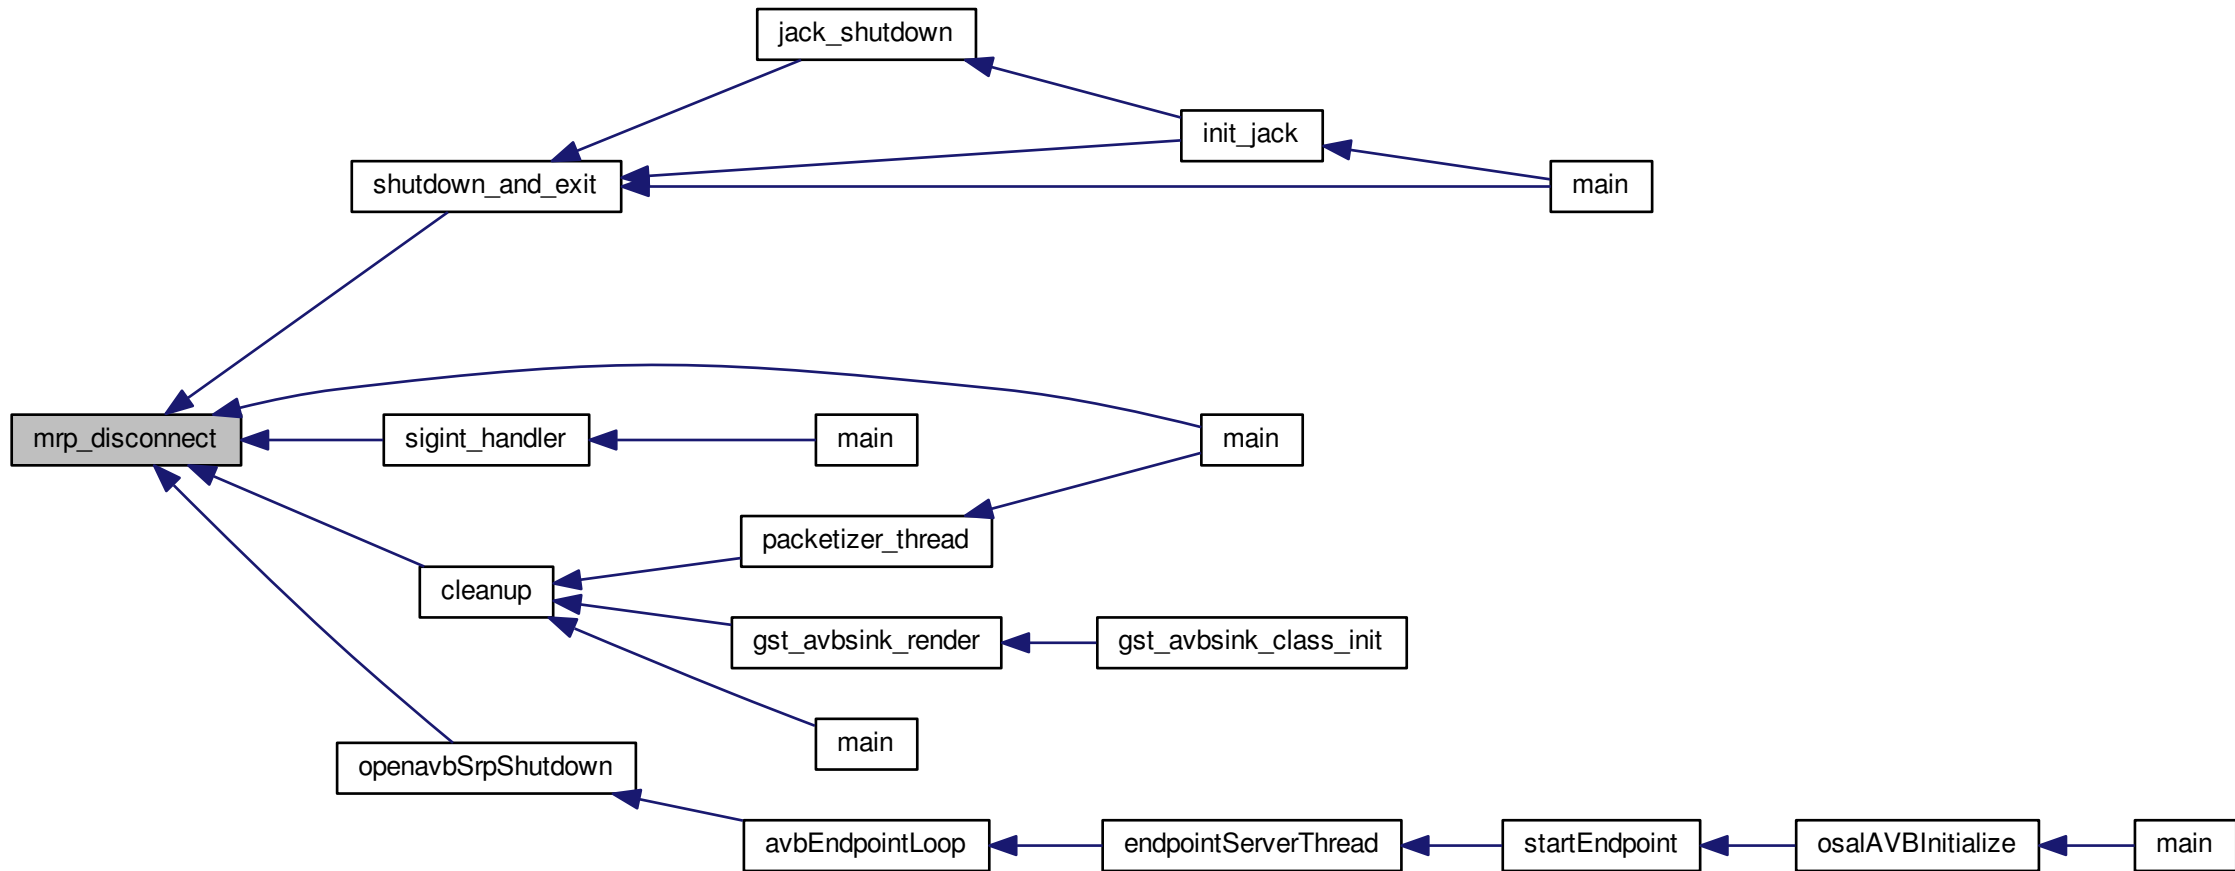 jack_shutdown
init_jack
shutdown_and_exit
main
mrp_disconnect
sigint_handler
main
main
packetizer_thread
cleanup
gst_avbsink_render
gst_avbsink_class_init
main
openavbSrpShutdown
avbEndpointLoop
endpointServerThread
startEndpoint
osalAVBInitialize
main